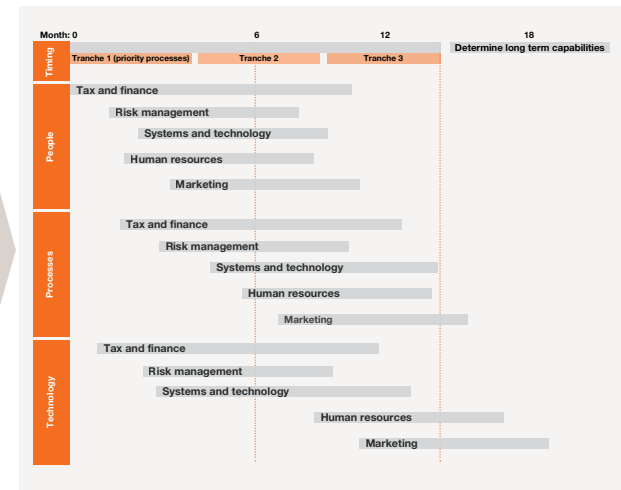 Month: 0 6 12 18
Timing
Determine long term capabilities
Tranche 1 (priority processes) Tranche 2 Tranche 3
People
Tax and finance
Risk management
Systems and technology
Human resources
Marketing
Processes
Tax and finance
Risk management
Systems and technology
Human resources
Marketing
Technology
Tax and finance
Risk management
Systems and technology
Human resources
Marketing